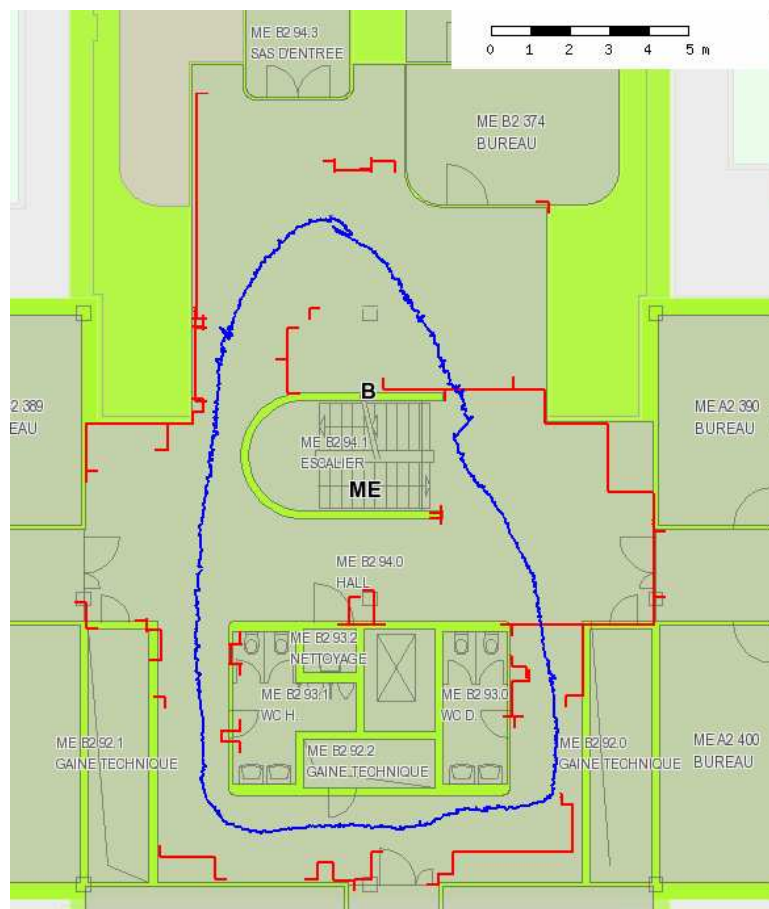 ME B2 94.3
SAS D'ENTREE
0 1 2 3 4 5 m
ME B2 374
BUREAU
2 389
EAU
B
ME A2 390
BUREAU
ME B2 94.1
ESCALIER
ME
ME B2 94.0
HALL
ME B2 93.2
NETTOYAGE
ME B2 93.1
WC H.
ME B2 93.0
WC D.
ME B2 92.1
GAINE TECHNIQUE
ME B2 92.2
GAINE TECHNIQUE
ME B2 92.0
GAINE TECHNIQUE
ME A2 400
BUREAU